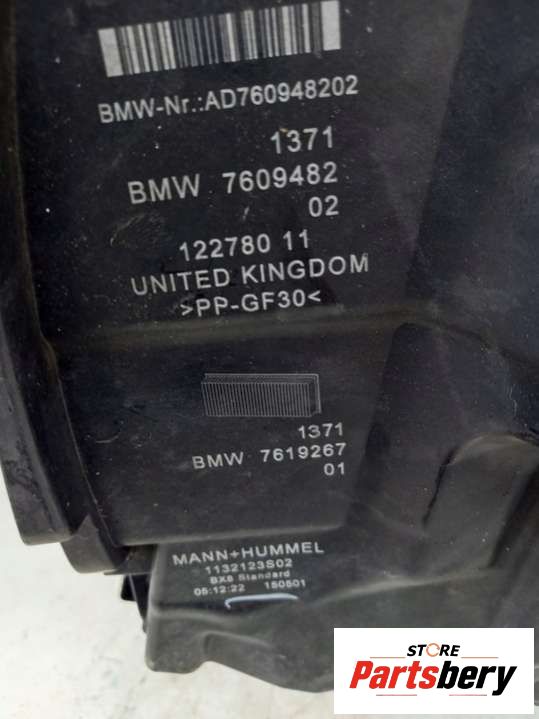 BMW-Nr.:AD760948202
1371
BMW 7609482
02
122780 11
UNITED KINGDOM
>PP-GF30<
1371
BMW 7619267
01
MANN+HUMMEL
1132123S02
BX8 Standard
05:12:22 150501
STORE
Partsbery